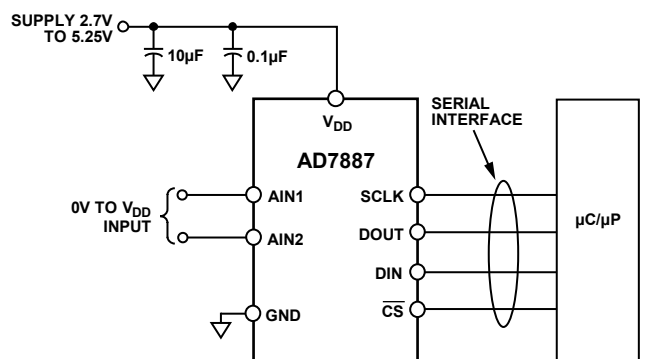 SUPPLY 2.7V
TO 5.25V
10µF
0.1µF
VDD
SERIAL
INTERFACE
AD7887
0V TO VDD
INPUT
AIN1
AIN2
GND
SCLK
DOUT
DIN
C̅S̅
µC/µP